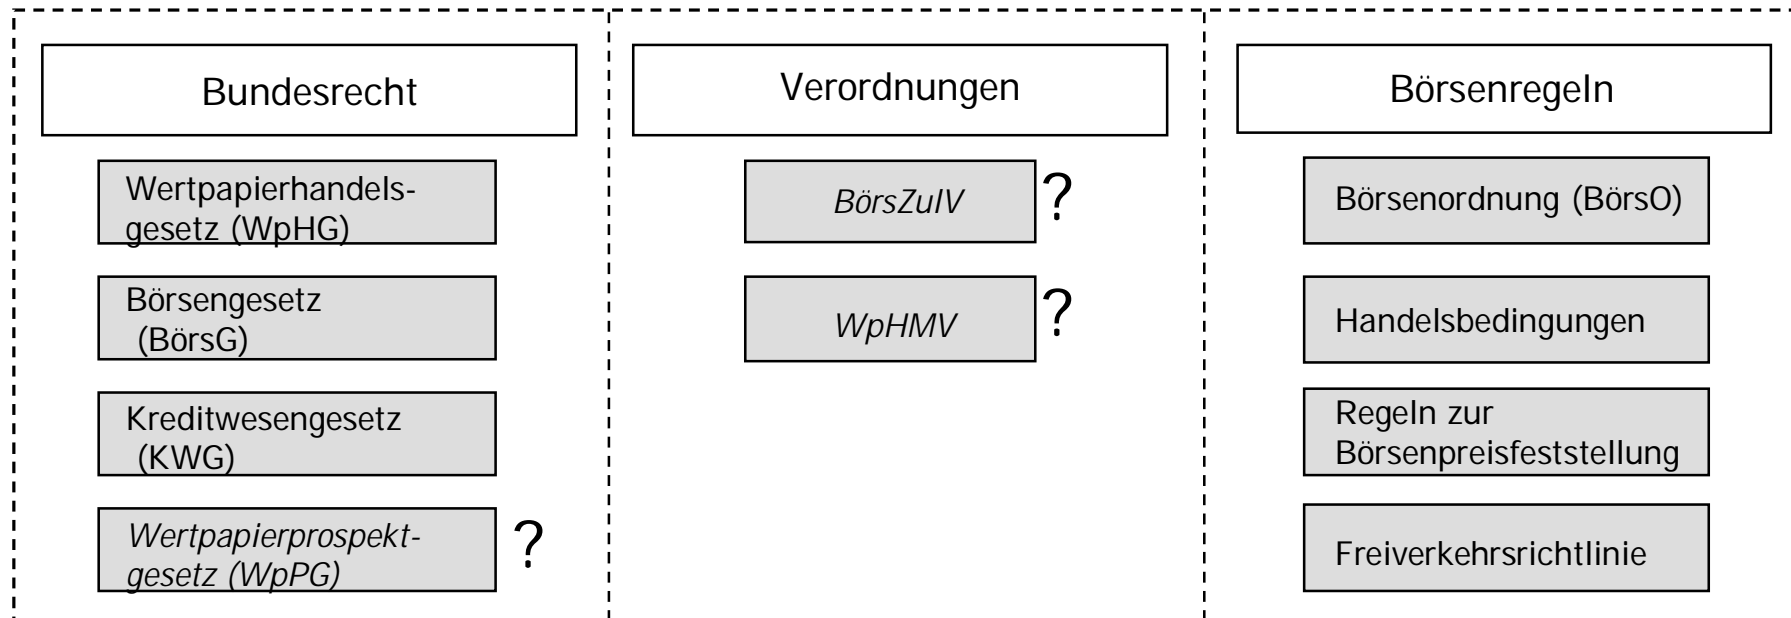 Bundesrecht
Wertpapierhandels-
gesetz (WpHG)
Börsengesetz
(BörsG)
Kreditwesengesetz
(KWG)
Wertpapierprospekt-
gesetz (WpPG)
?
Verordnungen
BörsZulV
?
WpHMV
?
Börsenregeln
Börsenordnung (BörsO)
Handelsbedingungen
Regeln zur
Börsenpreisfeststellung
Freiverkehrsrichtlinie